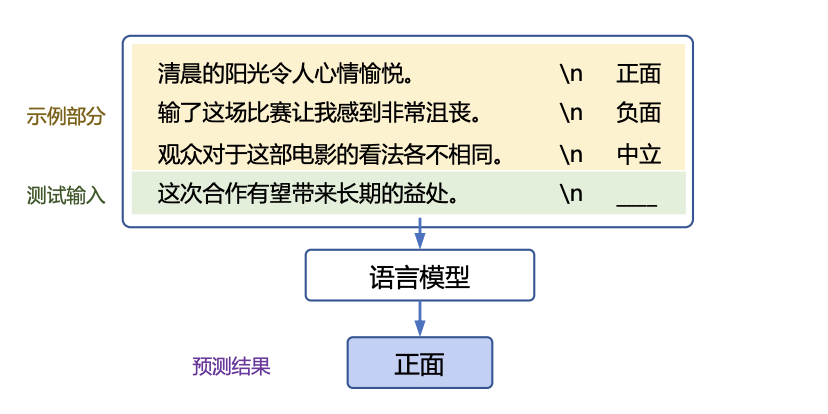 清晨的阳光令人心情愉悦。 \n 正面
示例部分 输了这场比赛让我感到非常沮丧。 \n 负面
观众对于这部电影的看法各不相同。 \n 中立
测试输入 这次合作有望带来长期的益处。 \n ____
语言模型
预测结果 正面